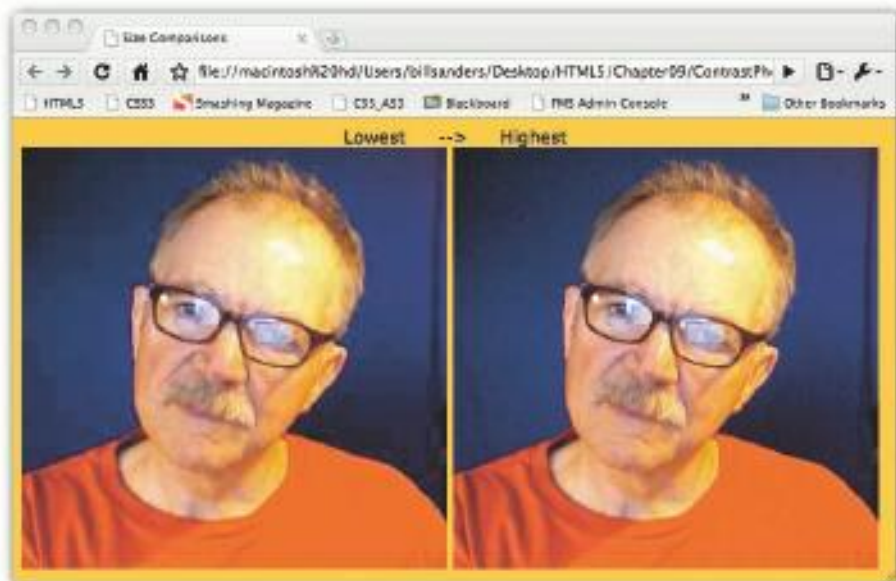 Size Comparisons
file://macintosh%20hd/Users/billsanders/Desktop/HTML5/Chapter09/ContrastPh
HTML5 CSS3 Smashing Magazine CS5_AS3 Blackboard FMS Admin Console » Other Bookmarks
Lowest --> Highest